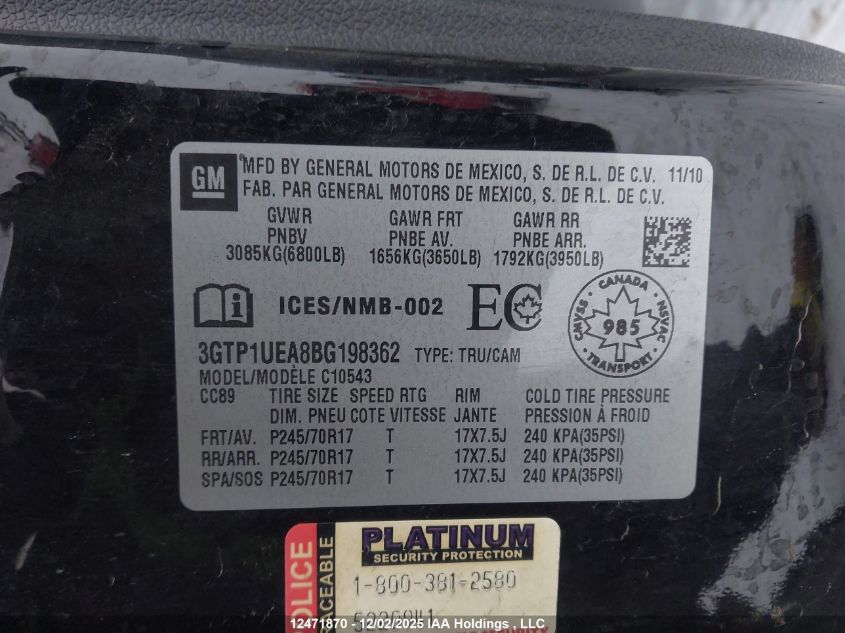 GM
MFD BY GENERAL MOTORS DE MEXICO, S. DE R.L. DE C.V. 11/10
FAB. PAR GENERAL MOTORS DE MEXICO, S. DE R.L. DE C.V.
GVWR GAWR FRT GAWR RR
PNBV PNBE AV. PNBE ARR.
3085KG(6800LB) 1656KG(3650LB) 1792KG(3950LB)
i ICES/NMB-002 EC
CANADA
CMVSS 985 NSVAC
TRANSPORT
3GTP1UEA8BG198362 TYPE: TRU/CAM
MODEL/MODÈLE C10543
CC89 TIRE SIZE SPEED RTG RIM COLD TIRE PRESSURE
DIM. PNEU COTE VITESSE JANTE PRESSION À FROID
FRT/AV. P245/70R17 T 17X7.5J 240 KPA(35PSI)
RR/ARR. P245/70R17 T 17X7.5J 240 KPA(35PSI)
SPA/SOS P245/70R17 T 17X7.5J 240 KPA(35PSI)
POLICE
PLATINUM
SECURITY PROTECTION
1-800-381-2580
12471870 - 12/02/2025 IAA Holdings, LLC